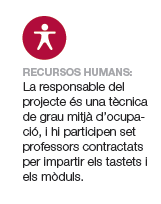 RECURSOS HUMANS:
La responsable del
projecte és una tècnica
de grau mitjà d'ocupa-
ció, i hi participen set
professors contractats
per impartir els tastets i
els mòduls.